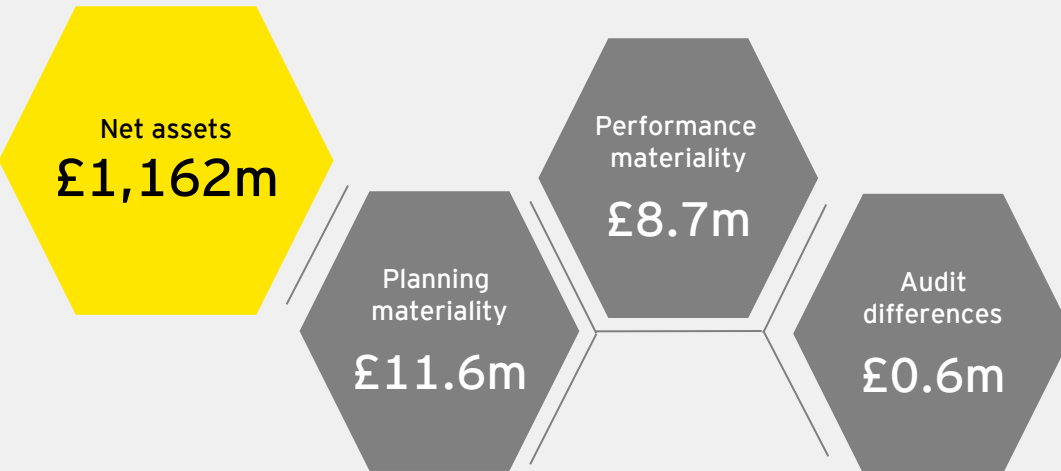 Net assets
£1,162m
Planning
materiality
£11.6m
Performance
materiality
£8.7m
Audit
differences
£0.6m